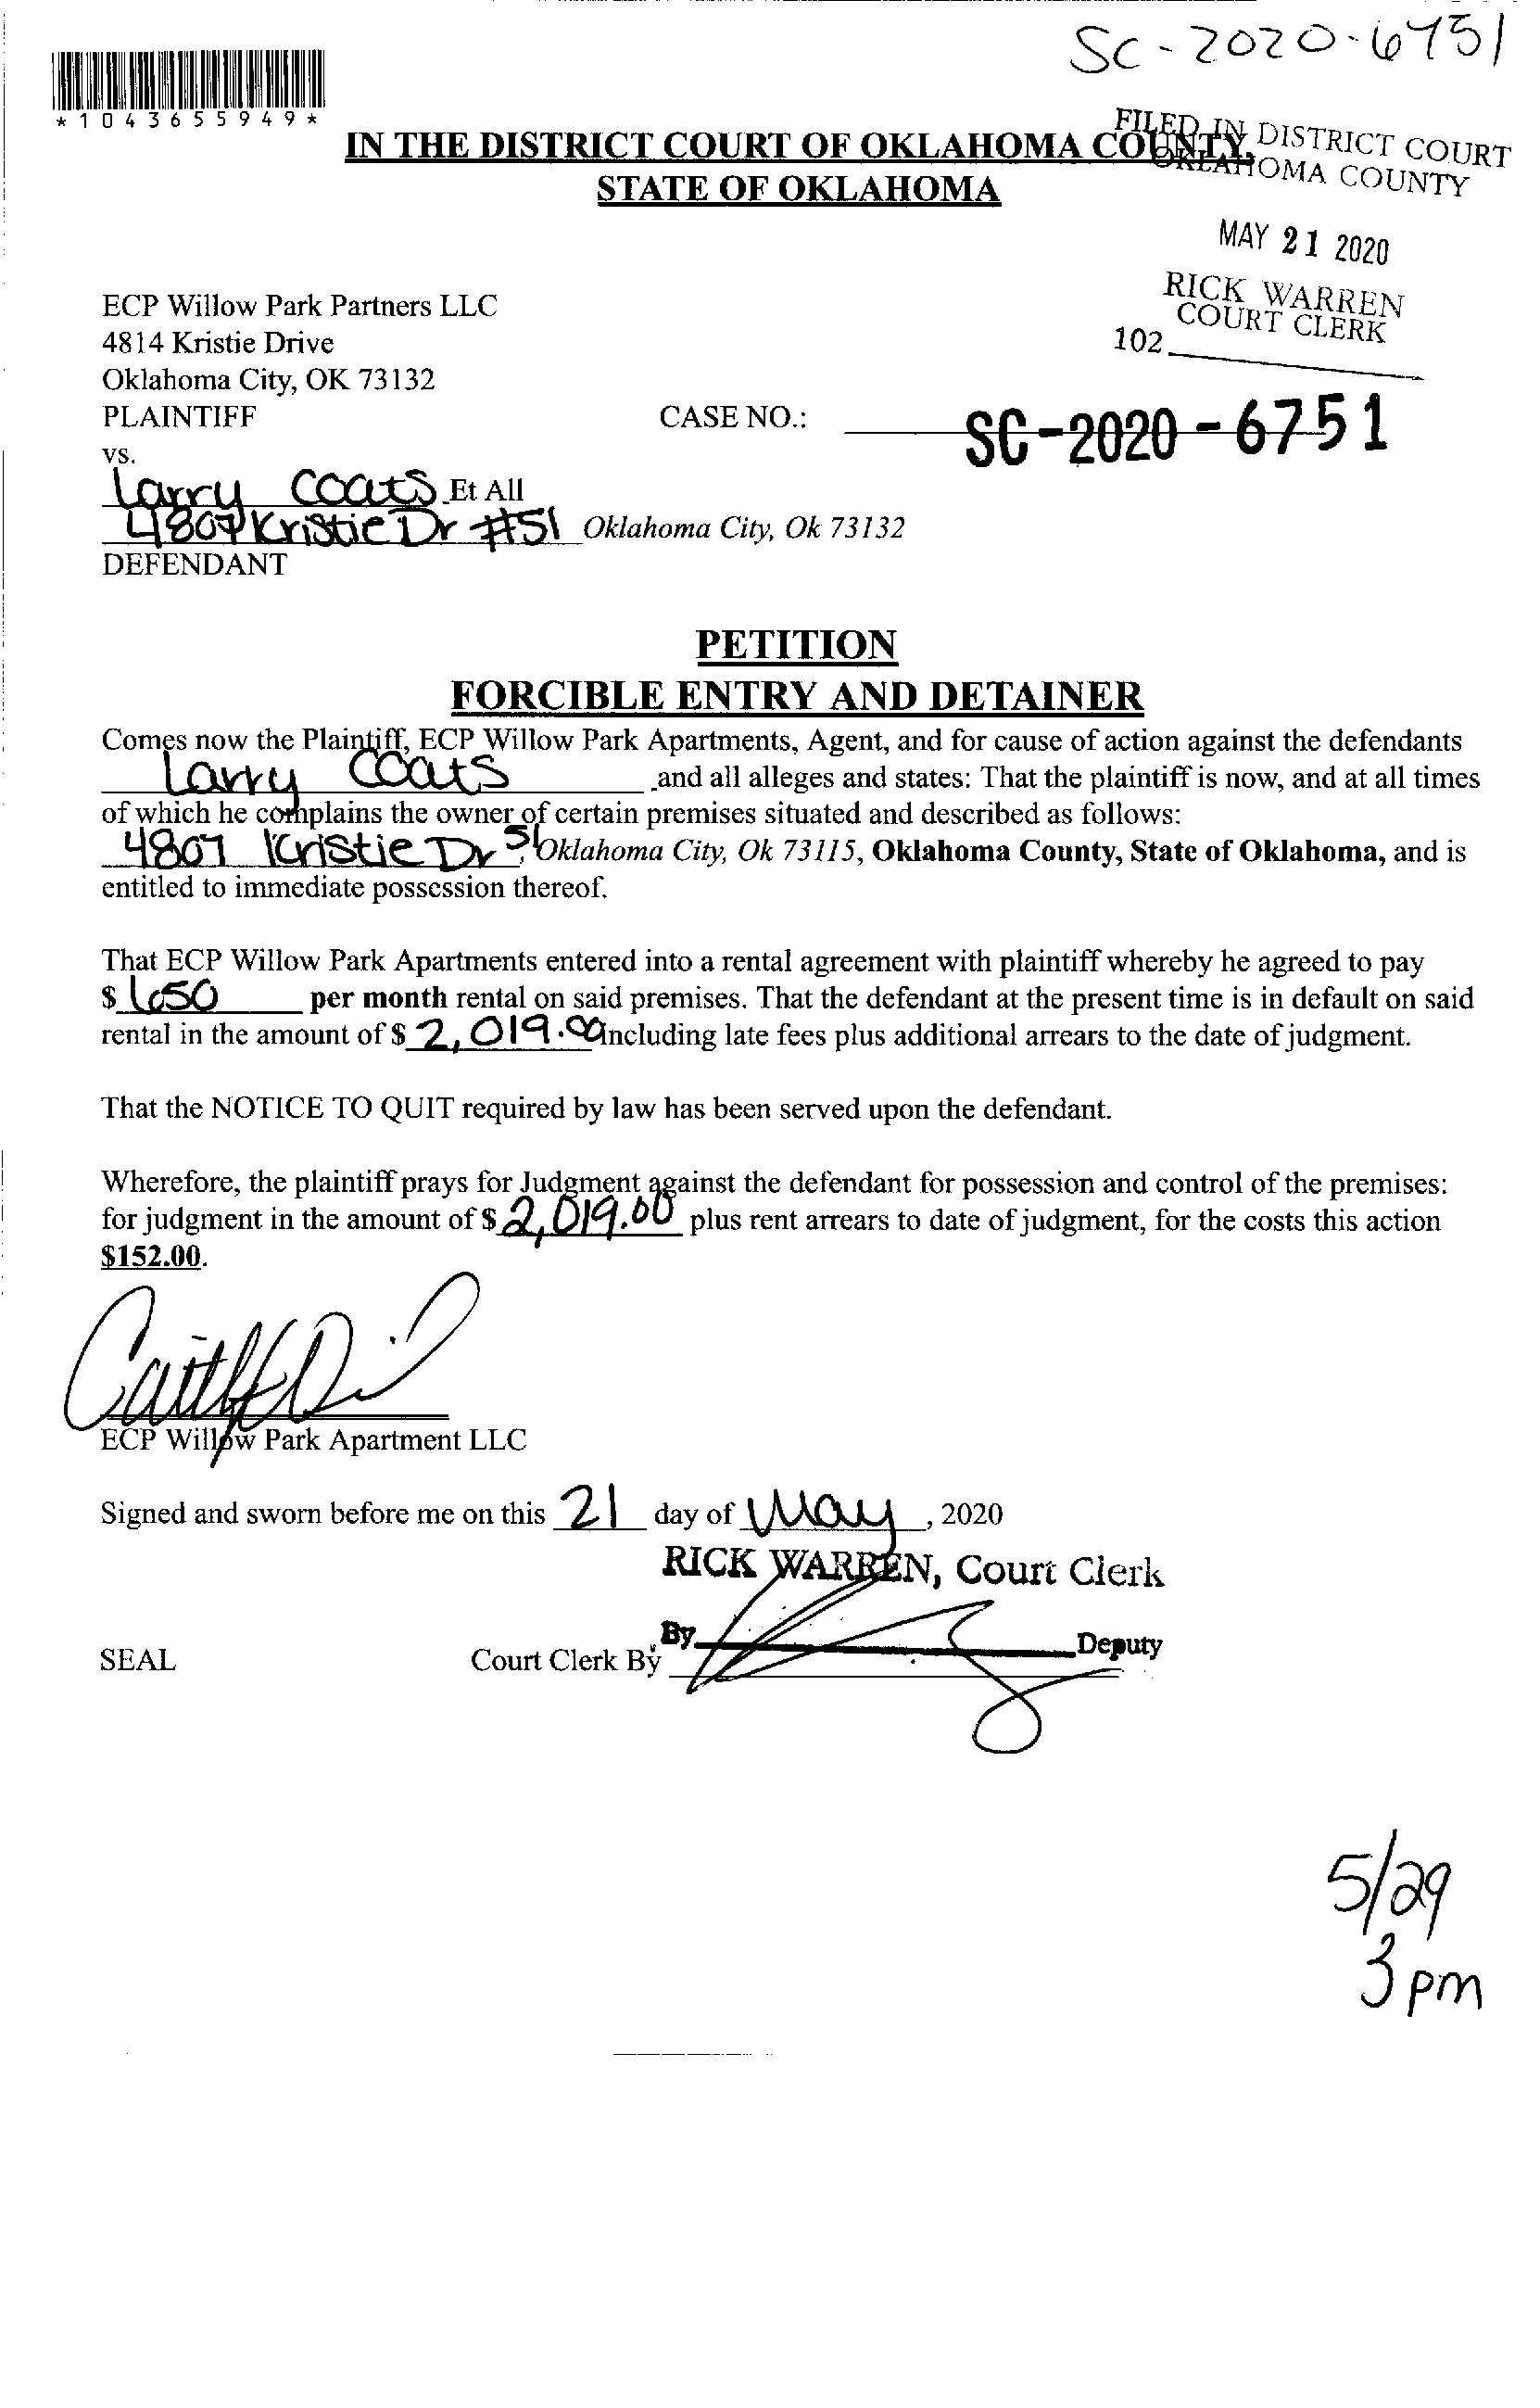 SC-2020-6751
*1043655949*
IN THE DISTRICT COURT OF OKLAHOMA COUNTY,
STATE OF OKLAHOMA
FILED IN DISTRICT COURT
OKLAHOMA COUNTY
MAY 21 2020
RICK WARREN
COURT CLERK
102
ECP Willow Park Partners LLC
4814 Kristie Drive
Oklahoma City, OK 73132
PLAINTIFF CASE NO.: SC-2020-6751
vs.
Larry Coats Et All
4807 Kristie Dr #51 Oklahoma City, Ok 73132
DEFENDANT
PETITION
FORCIBLE ENTRY AND DETAINER
Comes now the Plaintiff, ECP Willow Park Apartments, Agent, and for cause of action against the defendants
Larry Coats ,and all alleges and states: That the plaintiff is now, and at all times
of which he complains the owner of certain premises situated and described as follows:
4807 Kristie Dr 51, Oklahoma City, Ok 73115, Oklahoma County, State of Oklahoma, and is
entitled to immediate possession thereof.
That ECP Willow Park Apartments entered into a rental agreement with plaintiff whereby he agreed to pay
$ 650 per month rental on said premises. That the defendant at the present time is in default on said
rental in the amount of $ 2,019.00 including late fees plus additional arrears to the date of judgment.
That the NOTICE TO QUIT required by law has been served upon the defendant.
Wherefore, the plaintiff prays for Judgment against the defendant for possession and control of the premises:
for judgment in the amount of $ 2,019.00 plus rent arrears to date of judgment, for the costs this action
$152.00.
ECP Willow Park Apartment LLC
Signed and sworn before me on this 21 day of May, 2020
RICK WARREN, Court Clerk
By Deputy
SEAL Court Clerk By
5/29
3 pm